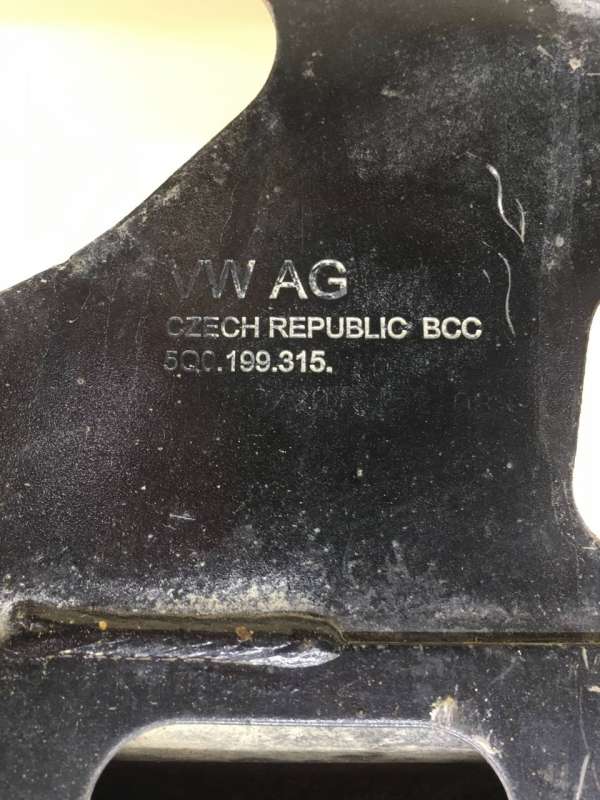 VW AG
CZECH REPUBLIC BCC
5Q0.199.315.